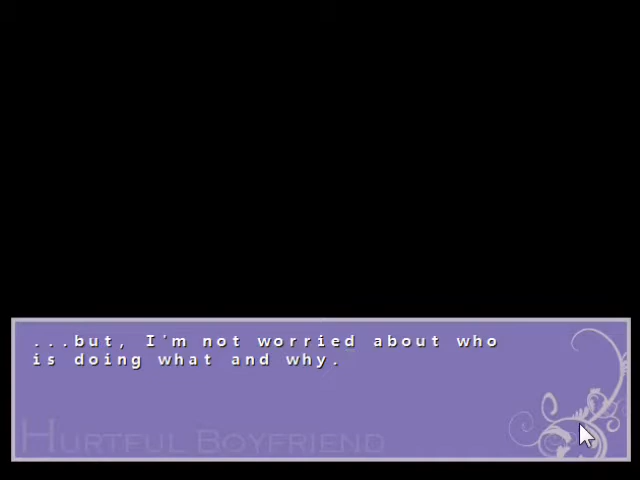 ...but, I'm not worried about who
is doing what and why.
Hurtful Boyfriend